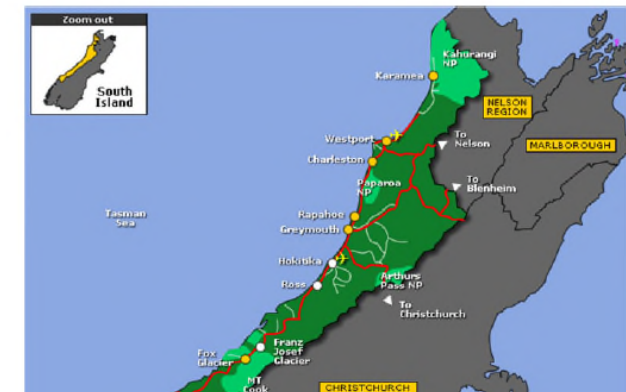 Zoom out
South
Island
Kahurangi
NP
Karamea
NELSON
REGION
Westport
To
Nelson
MARLBOROUGH
Charleston
To
Blenheim
Paparoa
NP
Tasman
Sea
Rapahoe
Greymouth
Hokitika
Arthurs
Pass NP
Ross
To
Christchurch
Franz
Josef
Glacier
Fox
Glacier
MT
Cook
CHRISTCHURCH